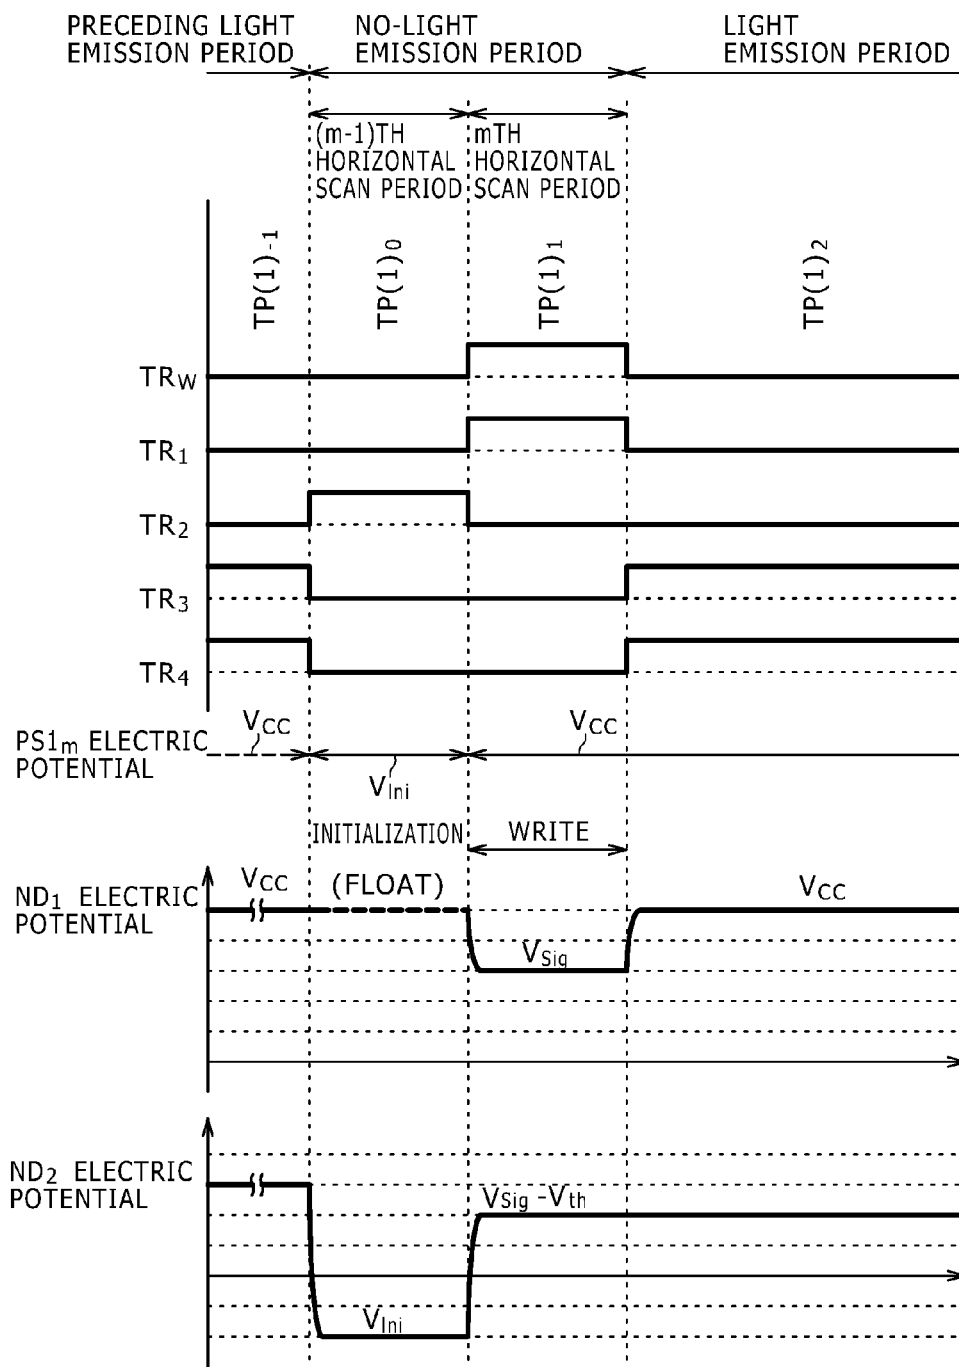 PRECEDING LIGHT
EMISSION PERIOD
NO-LIGHT
EMISSION PERIOD
LIGHT
EMISSION PERIOD
(m-1)TH
HORIZONTAL
SCAN PERIOD
mTH
HORIZONTAL
SCAN PERIOD
TP(1)-1
TP(1)0
TP(1)1
TP(1)2
TRW
TR1
TR2
TR3
TR4
PS1m ELECTRIC
POTENTIAL
VCC
VIni
VCC
INITIALIZATION
WRITE
ND1 ELECTRIC
POTENTIAL
VCC
(FLOAT)
VSig
VCC
ND2 ELECTRIC
POTENTIAL
VIni
VSig -Vth